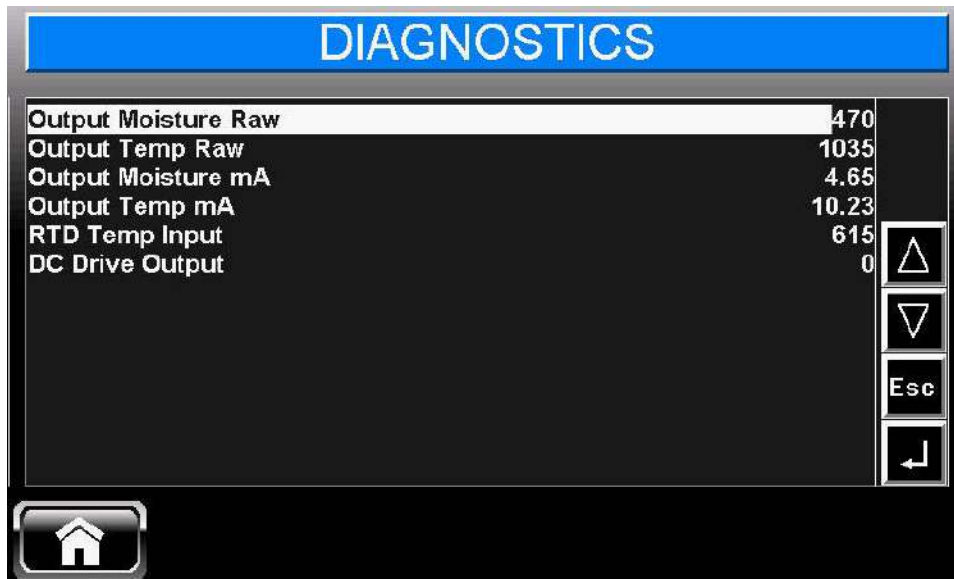 DIAGNOSTICS
Output Moisture Raw 470
Output Temp Raw 1035
Output Moisture mA 4.65
Output Temp mA 10.23
RTD Temp Input 615
DC Drive Output 0
Esc